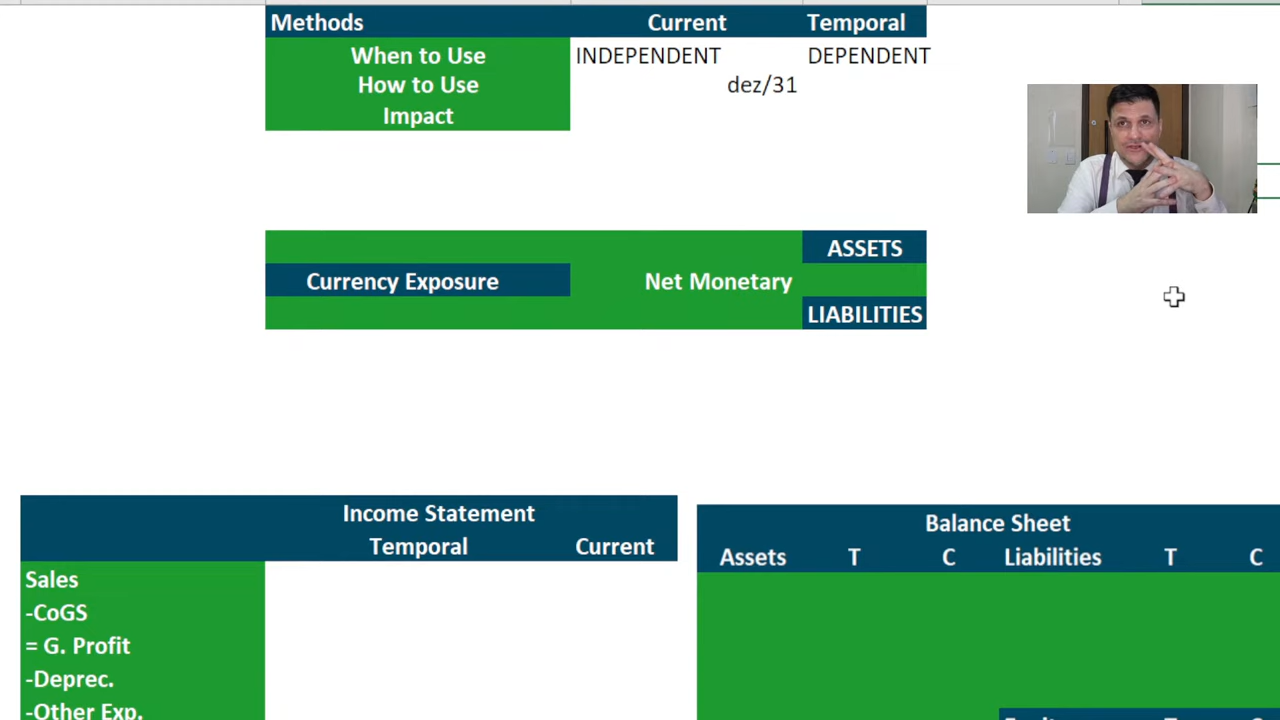 Methods Current Temporal
When to Use INDEPENDENT DEPENDENT
How to Use dez/31
Impact
ASSETS
Currency Exposure Net Monetary
LIABILITIES
Income Statement
Temporal Current
Sales
-CoGS
= G. Profit
-Deprec.
-Other Exp.
Balance Sheet
Assets T C Liabilities T C